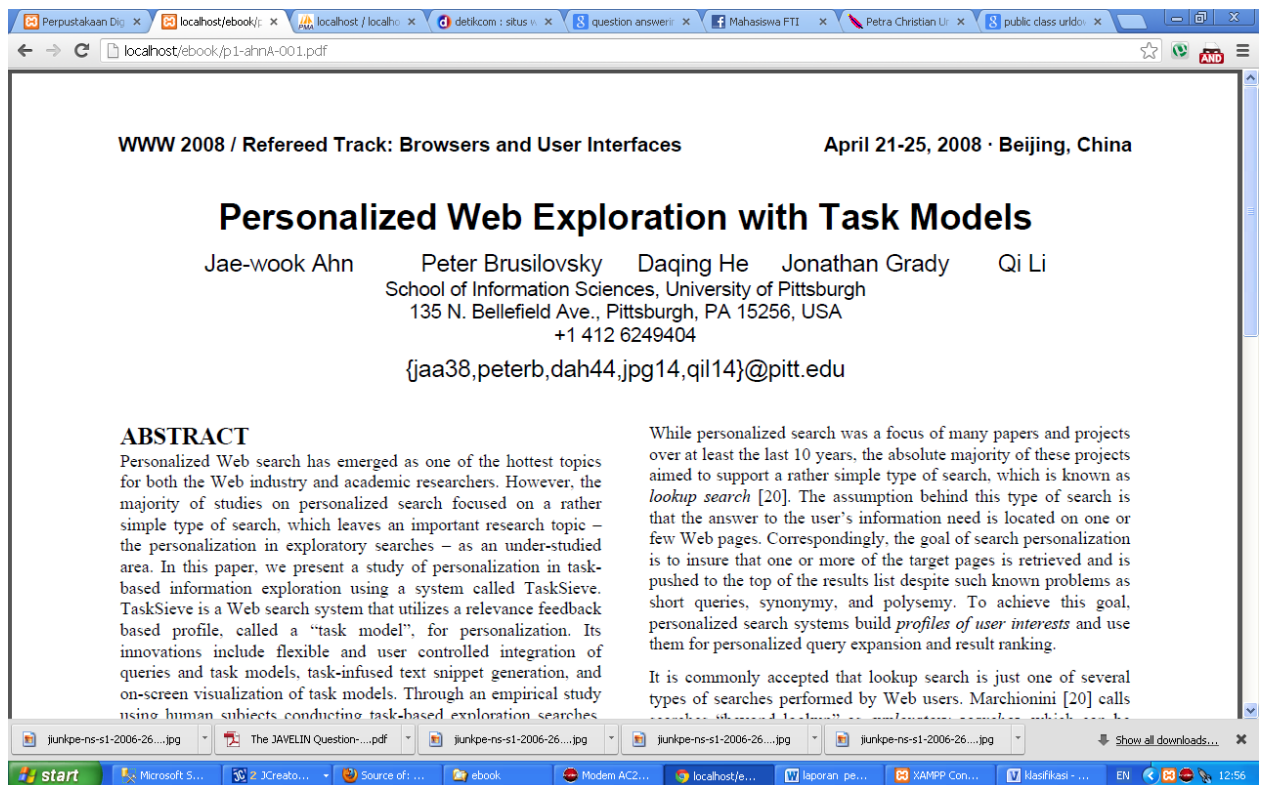 Perpustakaan Dig
localhost/ebook/p
localhost / localho
detikcom : situs w
question answerin
Mahasiswa FTI
Petra Christian Ur
public class urldov
localhost/ebook/p1-ahnA-001.pdf
AND
WWW 2008 / Refereed Track: Browsers and User Interfaces
April 21-25, 2008 · Beijing, China
Personalized Web Exploration with Task Models
Jae-wook Ahn Peter Brusilovsky Daqing He Jonathan Grady Qi Li
School of Information Sciences, University of Pittsburgh
135 N. Bellefield Ave., Pittsburgh, PA 15256, USA
+1 412 6249404
{jaa38,peterb,dah44,jpg14,qil14}@pitt.edu
ABSTRACT
Personalized Web search has emerged as one of the hottest topics
for both the Web industry and academic researchers. However, the
majority of studies on personalized search focused on a rather
simple type of search, which leaves an important research topic –
the personalization in exploratory searches – as an under-studied
area. In this paper, we present a study of personalization in task-
based information exploration using a system called TaskSieve.
TaskSieve is a Web search system that utilizes a relevance feedback
based profile, called a “task model”, for personalization. Its
innovations include flexible and user controlled integration of
queries and task models, task-infused text snippet generation, and
on-screen visualization of task models. Through an empirical study
using human subjects conducting task-based exploration searches,
While personalized search was a focus of many papers and projects
over at least the last 10 years, the absolute majority of these projects
aimed to support a rather simple type of search, which is known as
lookup search [20]. The assumption behind this type of search is
that the answer to the user’s information need is located on one or
few Web pages. Correspondingly, the goal of search personalization
is to insure that one or more of the target pages is retrieved and is
pushed to the top of the results list despite such known problems as
short queries, synonymy, and polysemy. To achieve this goal,
personalized search systems build profiles of user interests and use
them for personalized query expansion and result ranking.
It is commonly accepted that lookup search is just one of several
types of searches performed by Web users. Marchionini [20] calls
jiunkpe-ns-s1-2006-26....jpg
The JAVELIN Question-....pdf
jiunkpe-ns-s1-2006-26....jpg
jiunkpe-ns-s1-2006-26....jpg
jiunkpe-ns-s1-2006-26....jpg
Show all downloads...
start
Microsoft S...
2 JCreato...
Source of: ...
ebook
Modem AC2...
localhost/e...
laporan pe...
XAMPP Con...
klasifikasi - ...
EN
12:56